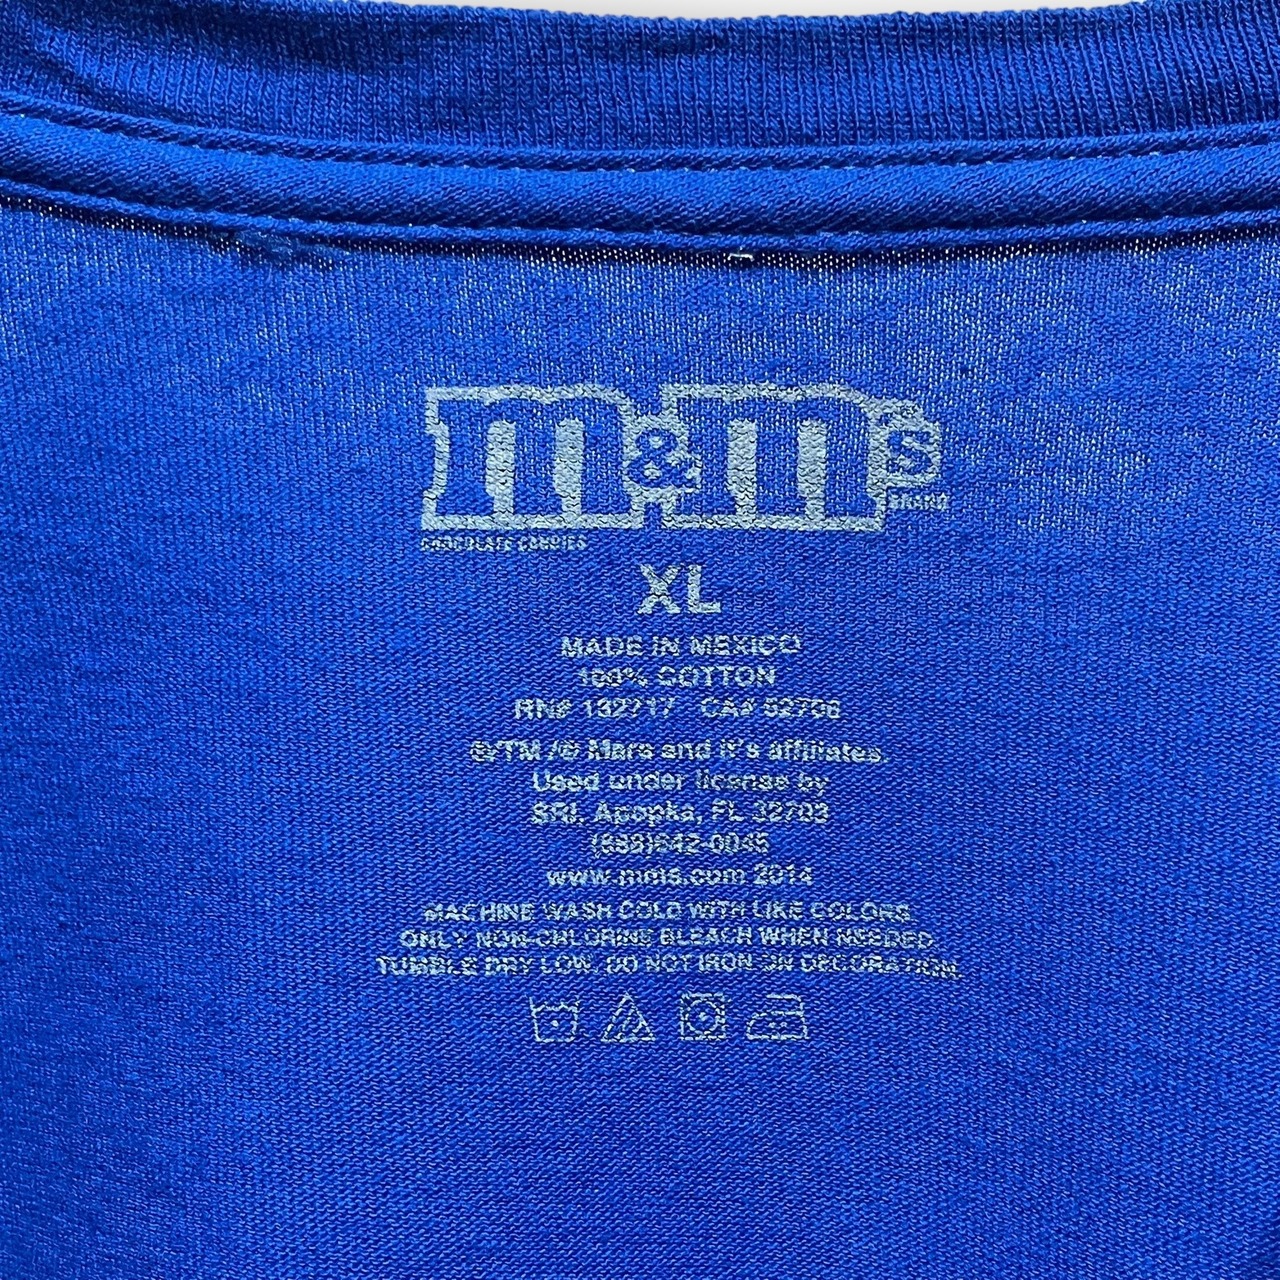 m&m's
BRAND
CHOCOLATE CANDIES
XL
MADE IN MEXICO
100% COTTON
RN# 132717 CA# 52706
®/TM/© Mars and it's affiliates.
Used under license by
SRI, Apopka, FL 32703
(888)642-0045
www.mms.com 2014
MACHINE WASH COLD WITH LIKE COLORS.
ONLY NON-CHLORINE BLEACH WHEN NEEDED.
TUMBLE DRY LOW. DO NOT IRON ON DECORATION.